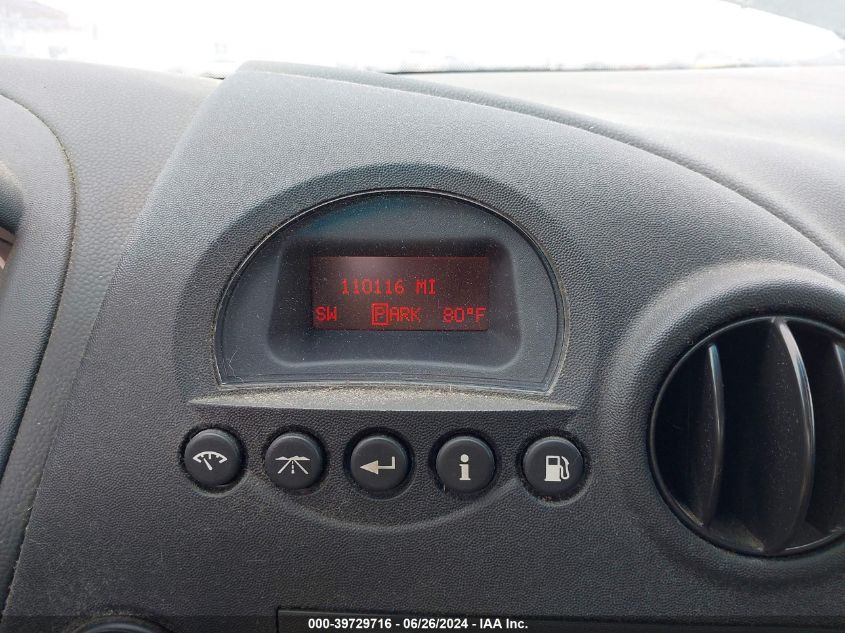 110116 MI
SW PARK 80°F
i
000-39729716 - 06/26/2024 - IAA Inc.